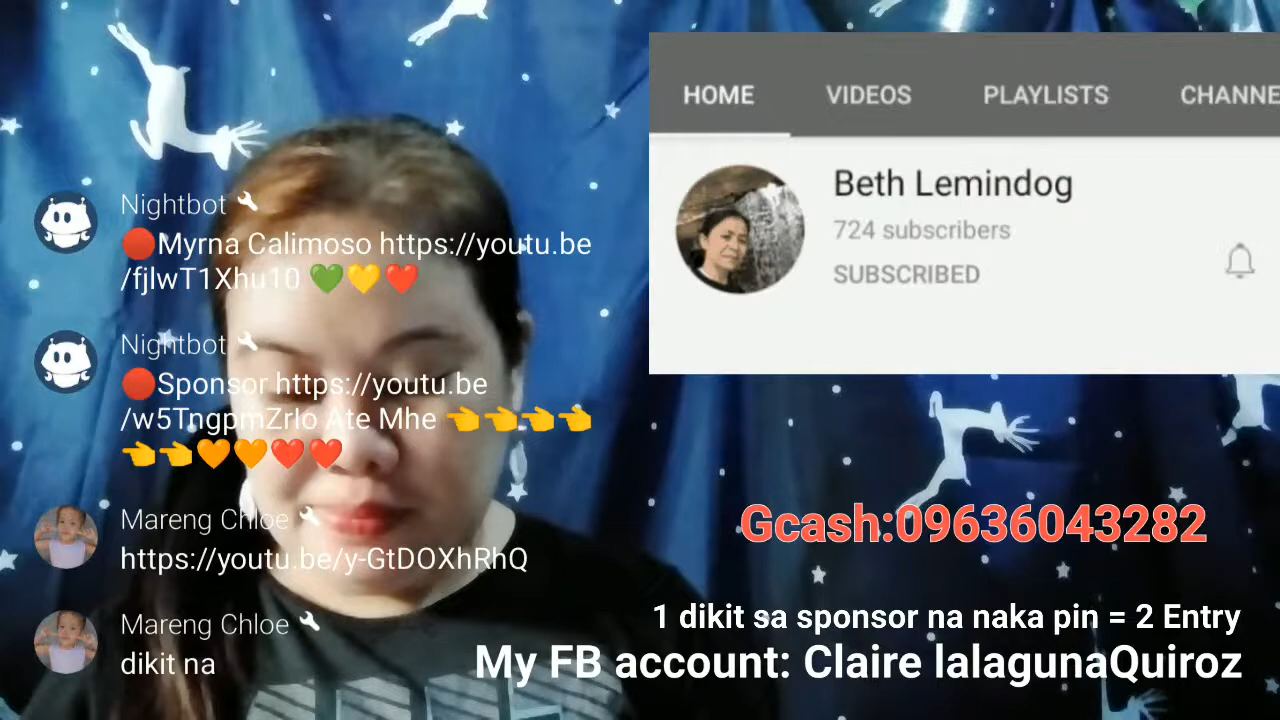 Nightbot
🔴Myrna Calimoso https://youtu.be
/fjlwT1Xhu10 💚💛❤️
Nightbot
🔴Sponsor https://youtu.be
/w5TngpmZrIo Ate Mhe 👈👈👈👈
👈👈🧡🧡❤️❤️
Mareng Chloe
https://youtu.be/y-GtDOXhRhQ
Mareng Chloe
dikit na
HOME VIDEOS PLAYLISTS CHANNE
Beth Lemindog
724 subscribers
SUBSCRIBED
Gcash:09636043282
1 dikit sa sponsor na naka pin = 2 Entry
My FB account: Claire lalagunaQuiroz